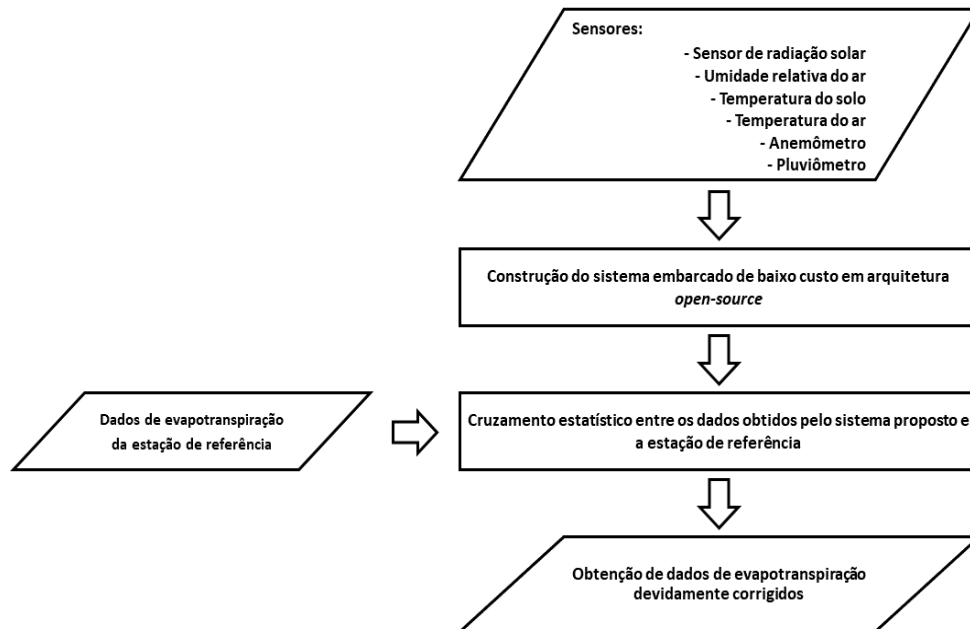 Sensores:
- Sensor de radiação solar
- Umidade relativa do ar
- Temperatura do solo
- Temperatura do ar
- Anemômetro
- Pluviômetro
Construção do sistema embarcado de baixo custo em arquitetura
open-source
Dados de evapotranspiração
da estação de referência
Cruzamento estatístico entre os dados obtidos pelo sistema proposto e
a estação de referência
Obtenção de dados de evapotranspiração
devidamente corrigidos